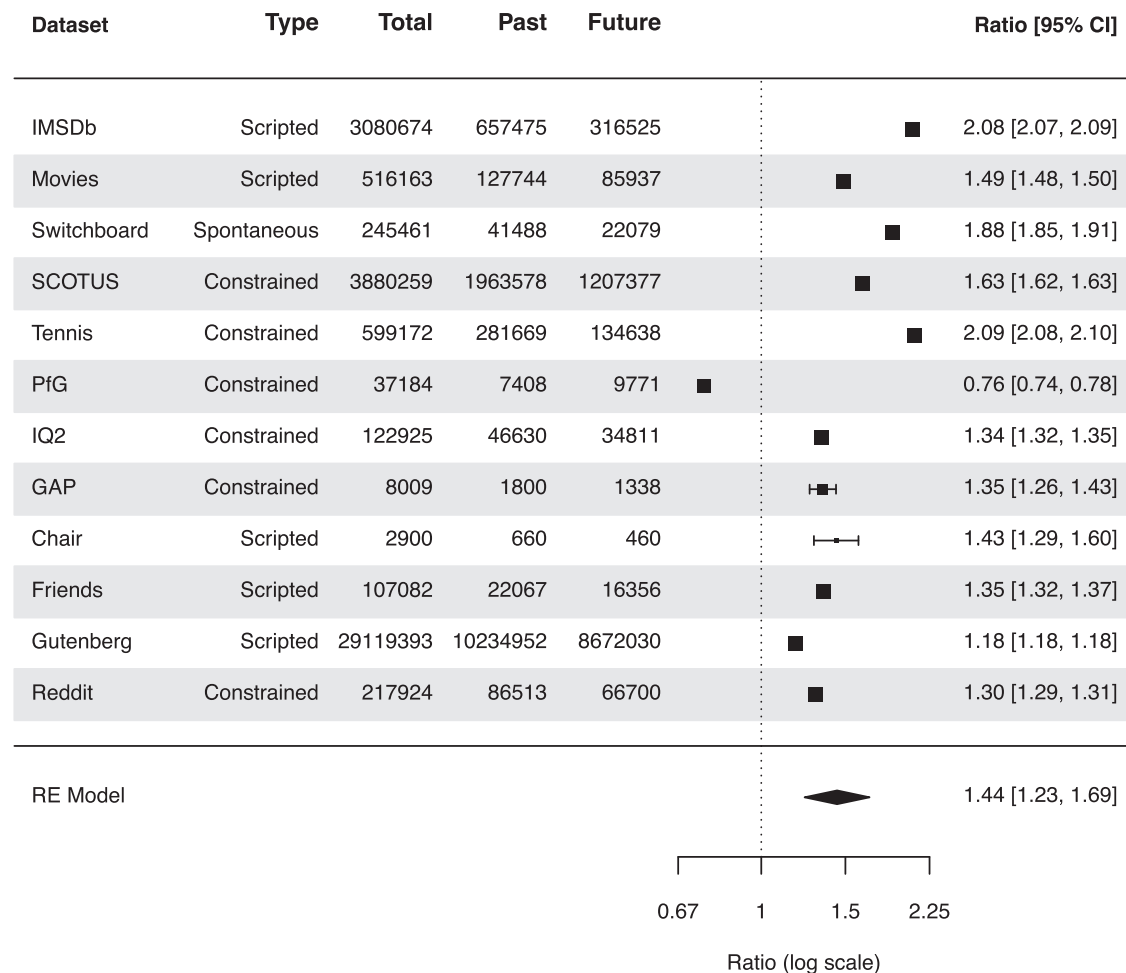 Dataset Type Total Past Future Ratio [95% CI]
IMSDb Scripted 3080674 657475 316525 2.08 [2.07, 2.09]
Movies Scripted 516163 127744 85937 1.49 [1.48, 1.50]
Switchboard Spontaneous 245461 41488 22079 1.88 [1.85, 1.91]
SCOTUS Constrained 3880259 1963578 1207377 1.63 [1.62, 1.63]
Tennis Constrained 599172 281669 134638 2.09 [2.08, 2.10]
PfG Constrained 37184 7408 9771 0.76 [0.74, 0.78]
IQ2 Constrained 122925 46630 34811 1.34 [1.32, 1.35]
GAP Constrained 8009 1800 1338 1.35 [1.26, 1.43]
Chair Scripted 2900 660 460 1.43 [1.29, 1.60]
Friends Scripted 107082 22067 16356 1.35 [1.32, 1.37]
Gutenberg Scripted 29119393 10234952 8672030 1.18 [1.18, 1.18]
Reddit Constrained 217924 86513 66700 1.30 [1.29, 1.31]
RE Model 1.44 [1.23, 1.69]
0.67 1 1.5 2.25
Ratio (log scale)